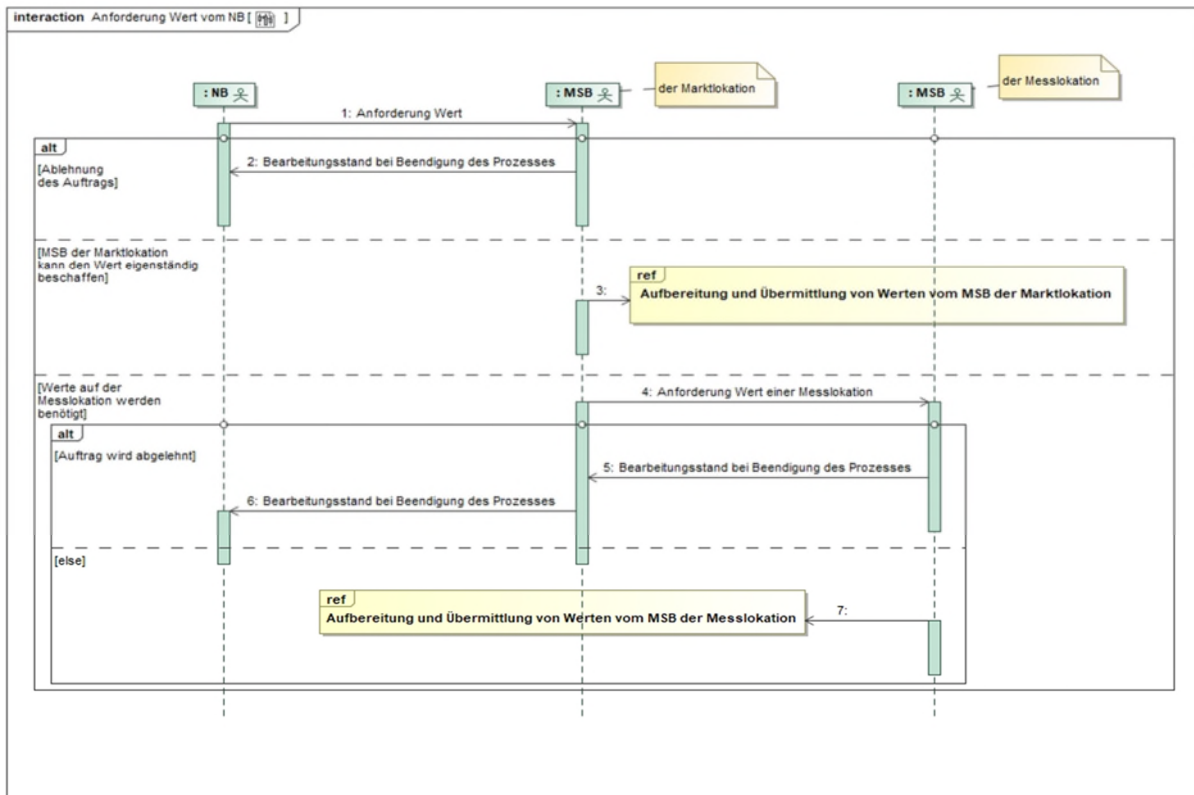 interaction Anforderung Wert vom NB [ ]
: NB
: MSB
der Marktlokation
: MSB
der Messlokation
1: Anforderung Wert
alt
[Ablehnung
des Auftrags]
2: Bearbeitungsstand bei Beendigung des Prozesses
[MSB der Marktlokation
kann den Wert eigenständig
beschaffen]
3:
ref
Aufbereitung und Übermittlung von Werten vom MSB der Marktlokation
[Werte auf der
Messlokation werden
benötigt]
4: Anforderung Wert einer Messlokation
alt
[Auftrag wird abgelehnt]
5: Bearbeitungsstand bei Beendigung des Prozesses
6: Bearbeitungsstand bei Beendigung des Prozesses
[else]
ref
Aufbereitung und Übermittlung von Werten vom MSB der Messlokation
7: